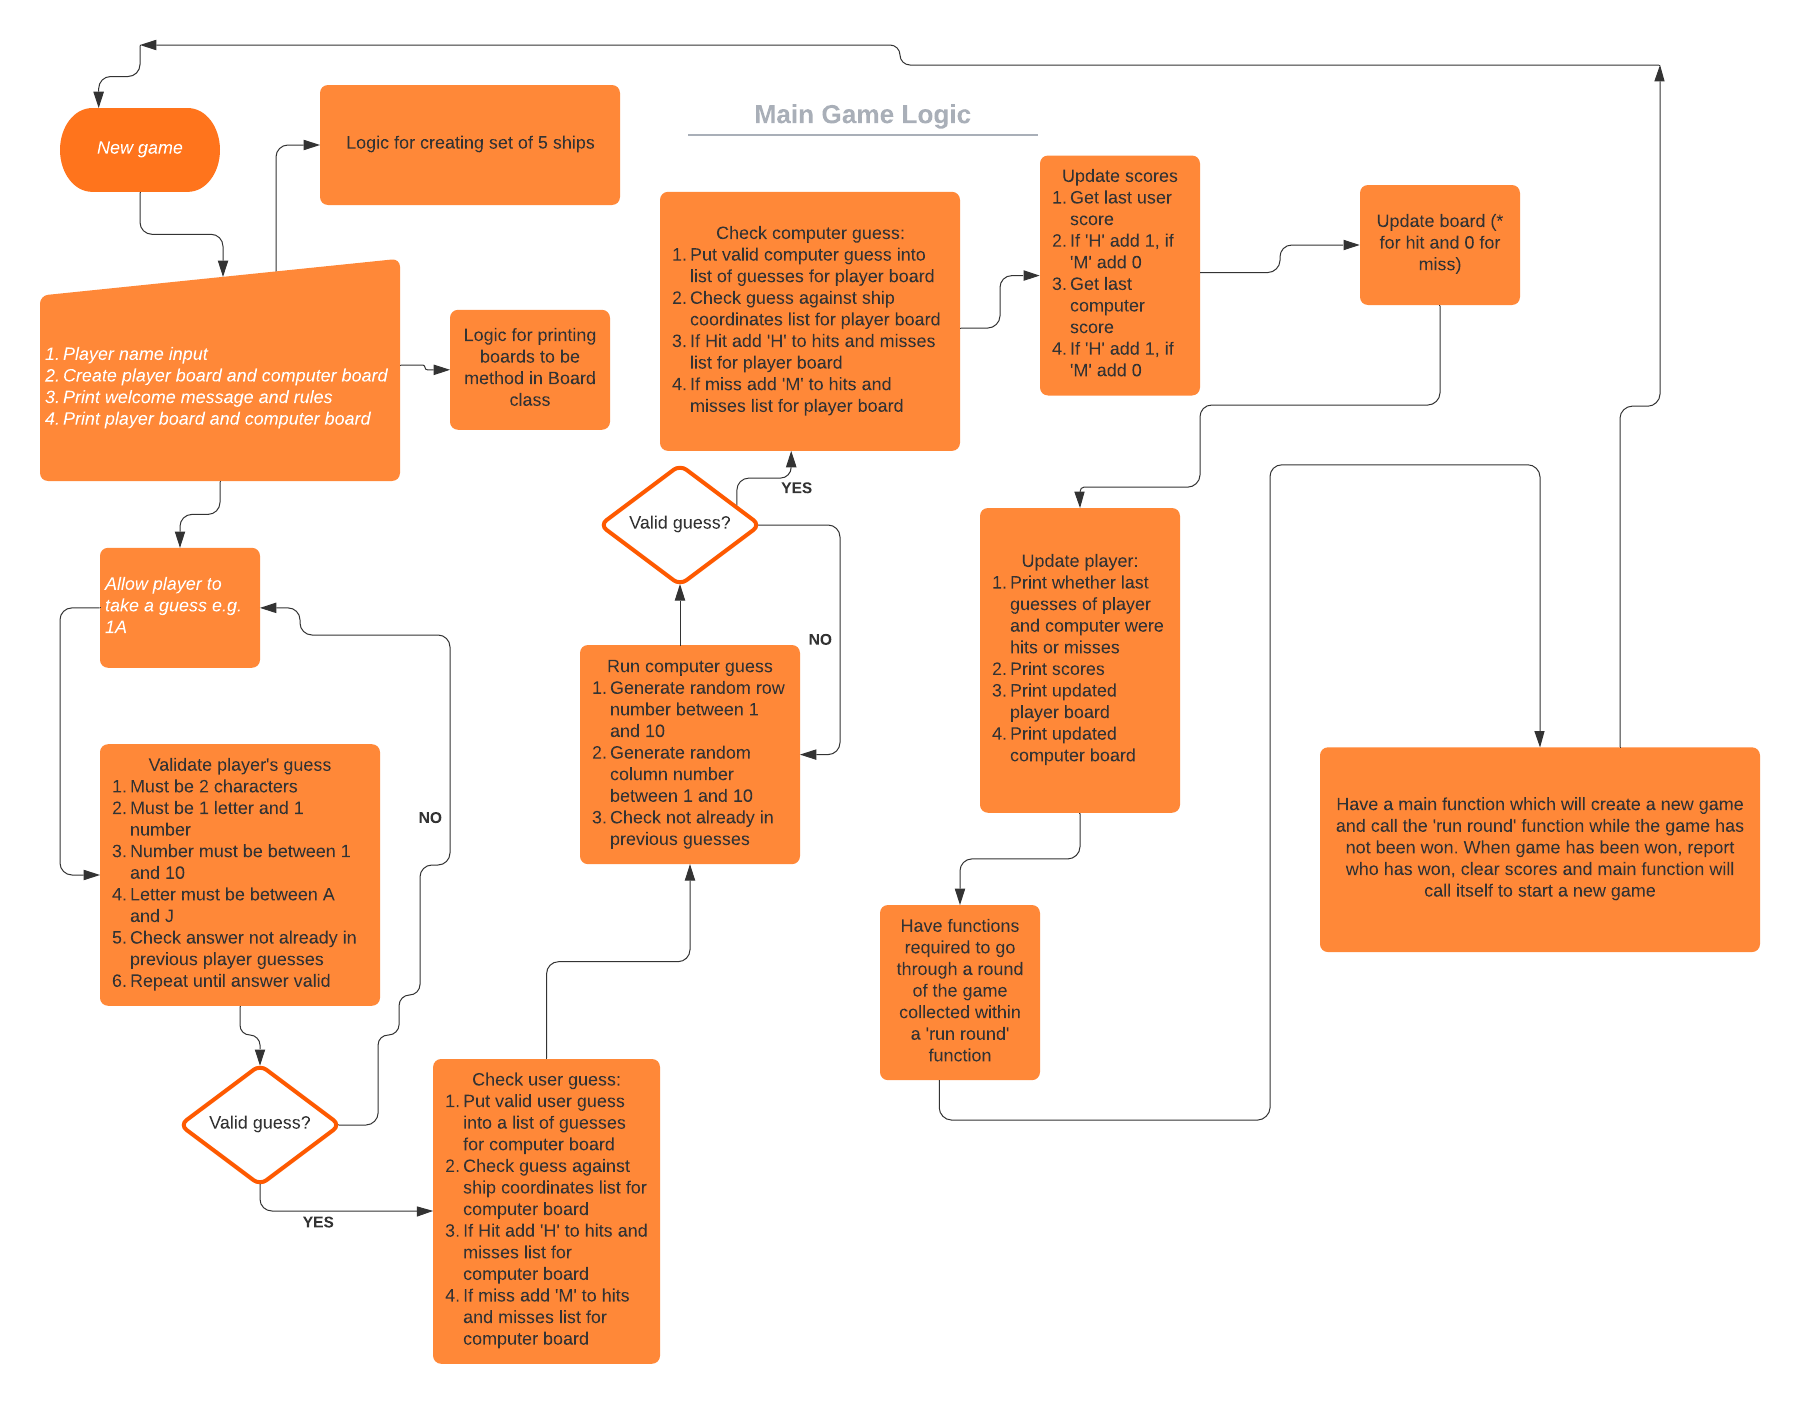 Main Game Logic
New game
Logic for creating set of 5 ships
1. Player name input
2. Create player board and computer board
3. Print welcome message and rules
4. Print player board and computer board
Logic for printing
boards to be
method in Board
class
Allow player to
take a guess e.g.
1A
Validate player's guess
1. Must be 2 characters
2. Must be 1 letter and 1
number
3. Number must be between 1
and 10
4. Letter must be between A
and J
5. Check answer not already in
previous player guesses
6. Repeat until answer valid
NO
Valid guess?
YES
Check user guess:
1. Put valid user guess
into a list of guesses
for computer board
2. Check guess against
ship coordinates list for
computer board
3. If Hit add 'H' to hits and
misses list for
computer board
4. If miss add 'M' to hits
and misses list for
computer board
Run computer guess
1. Generate random row
number between 1
and 10
2. Generate random
column number
between 1 and 10
3. Check not already in
previous guesses
NO
Valid guess?
YES
Check computer guess:
1. Put valid computer guess into
list of guesses for player board
2. Check guess against ship
coordinates list for player board
3. If Hit add 'H' to hits and misses
list for player board
4. If miss add 'M' to hits and
misses list for player board
Update scores
1. Get last user
score
2. If 'H' add 1, if
'M' add 0
3. Get last
computer
score
4. If 'H' add 1, if
'M' add 0
Update board (*
for hit and 0 for
miss)
Update player:
1. Print whether last
guesses of player
and computer were
hits or misses
2. Print scores
3. Print updated
player board
4. Print updated
computer board
Have functions
required to go
through a round
of the game
collected within
a 'run round'
function
Have a main function which will create a new game
and call the 'run round' function while the game has
not been won. When game has been won, report
who has won, clear scores and main function will
call itself to start a new game